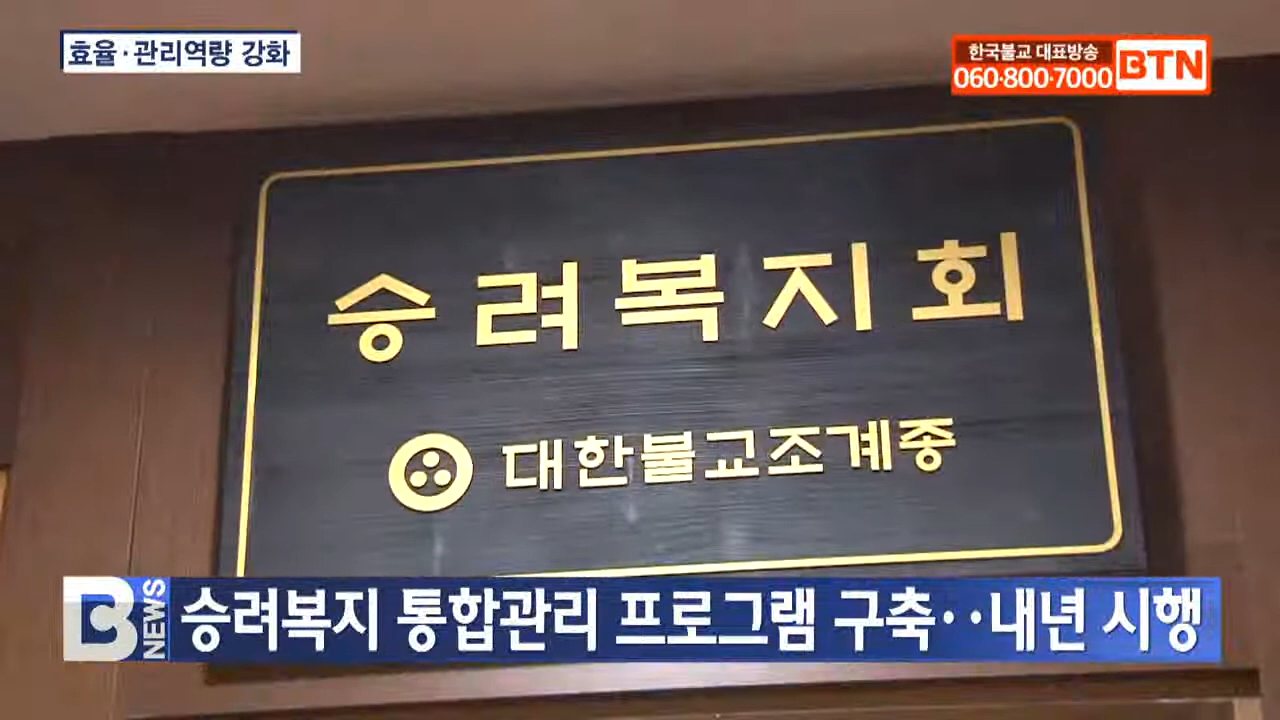 효율·관리역량 강화
한국불교 대표방송
060·800·7000
BTN
승려복지회
대한불교조계종
NEWS
승려복지 통합관리 프로그램 구축··내년 시행